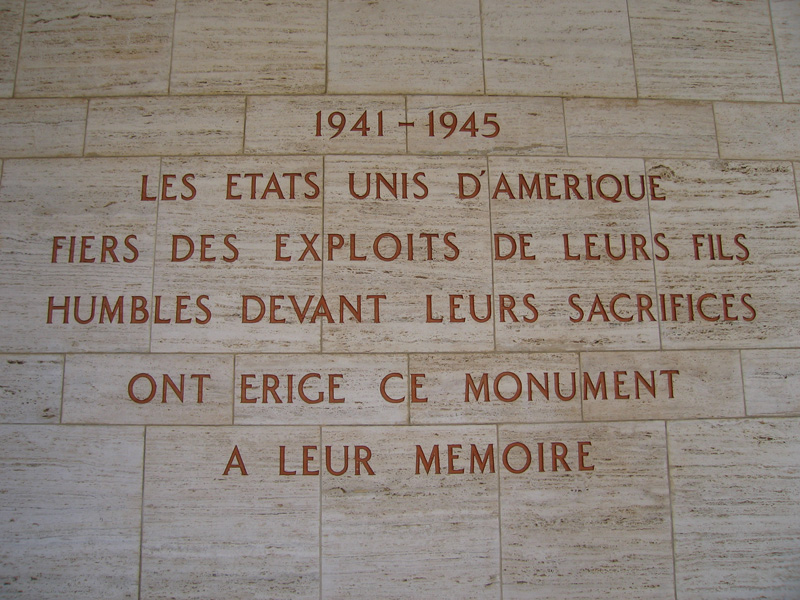 1941-1945
LES ETATS UNIS D'AMERIQUE
FIERS DES EXPLOITS DE LEURS FILS
HUMBLES DEVANT LEURS SACRIFICES
ONT ERIGE CE MONUMENT
A LEUR MEMOIRE